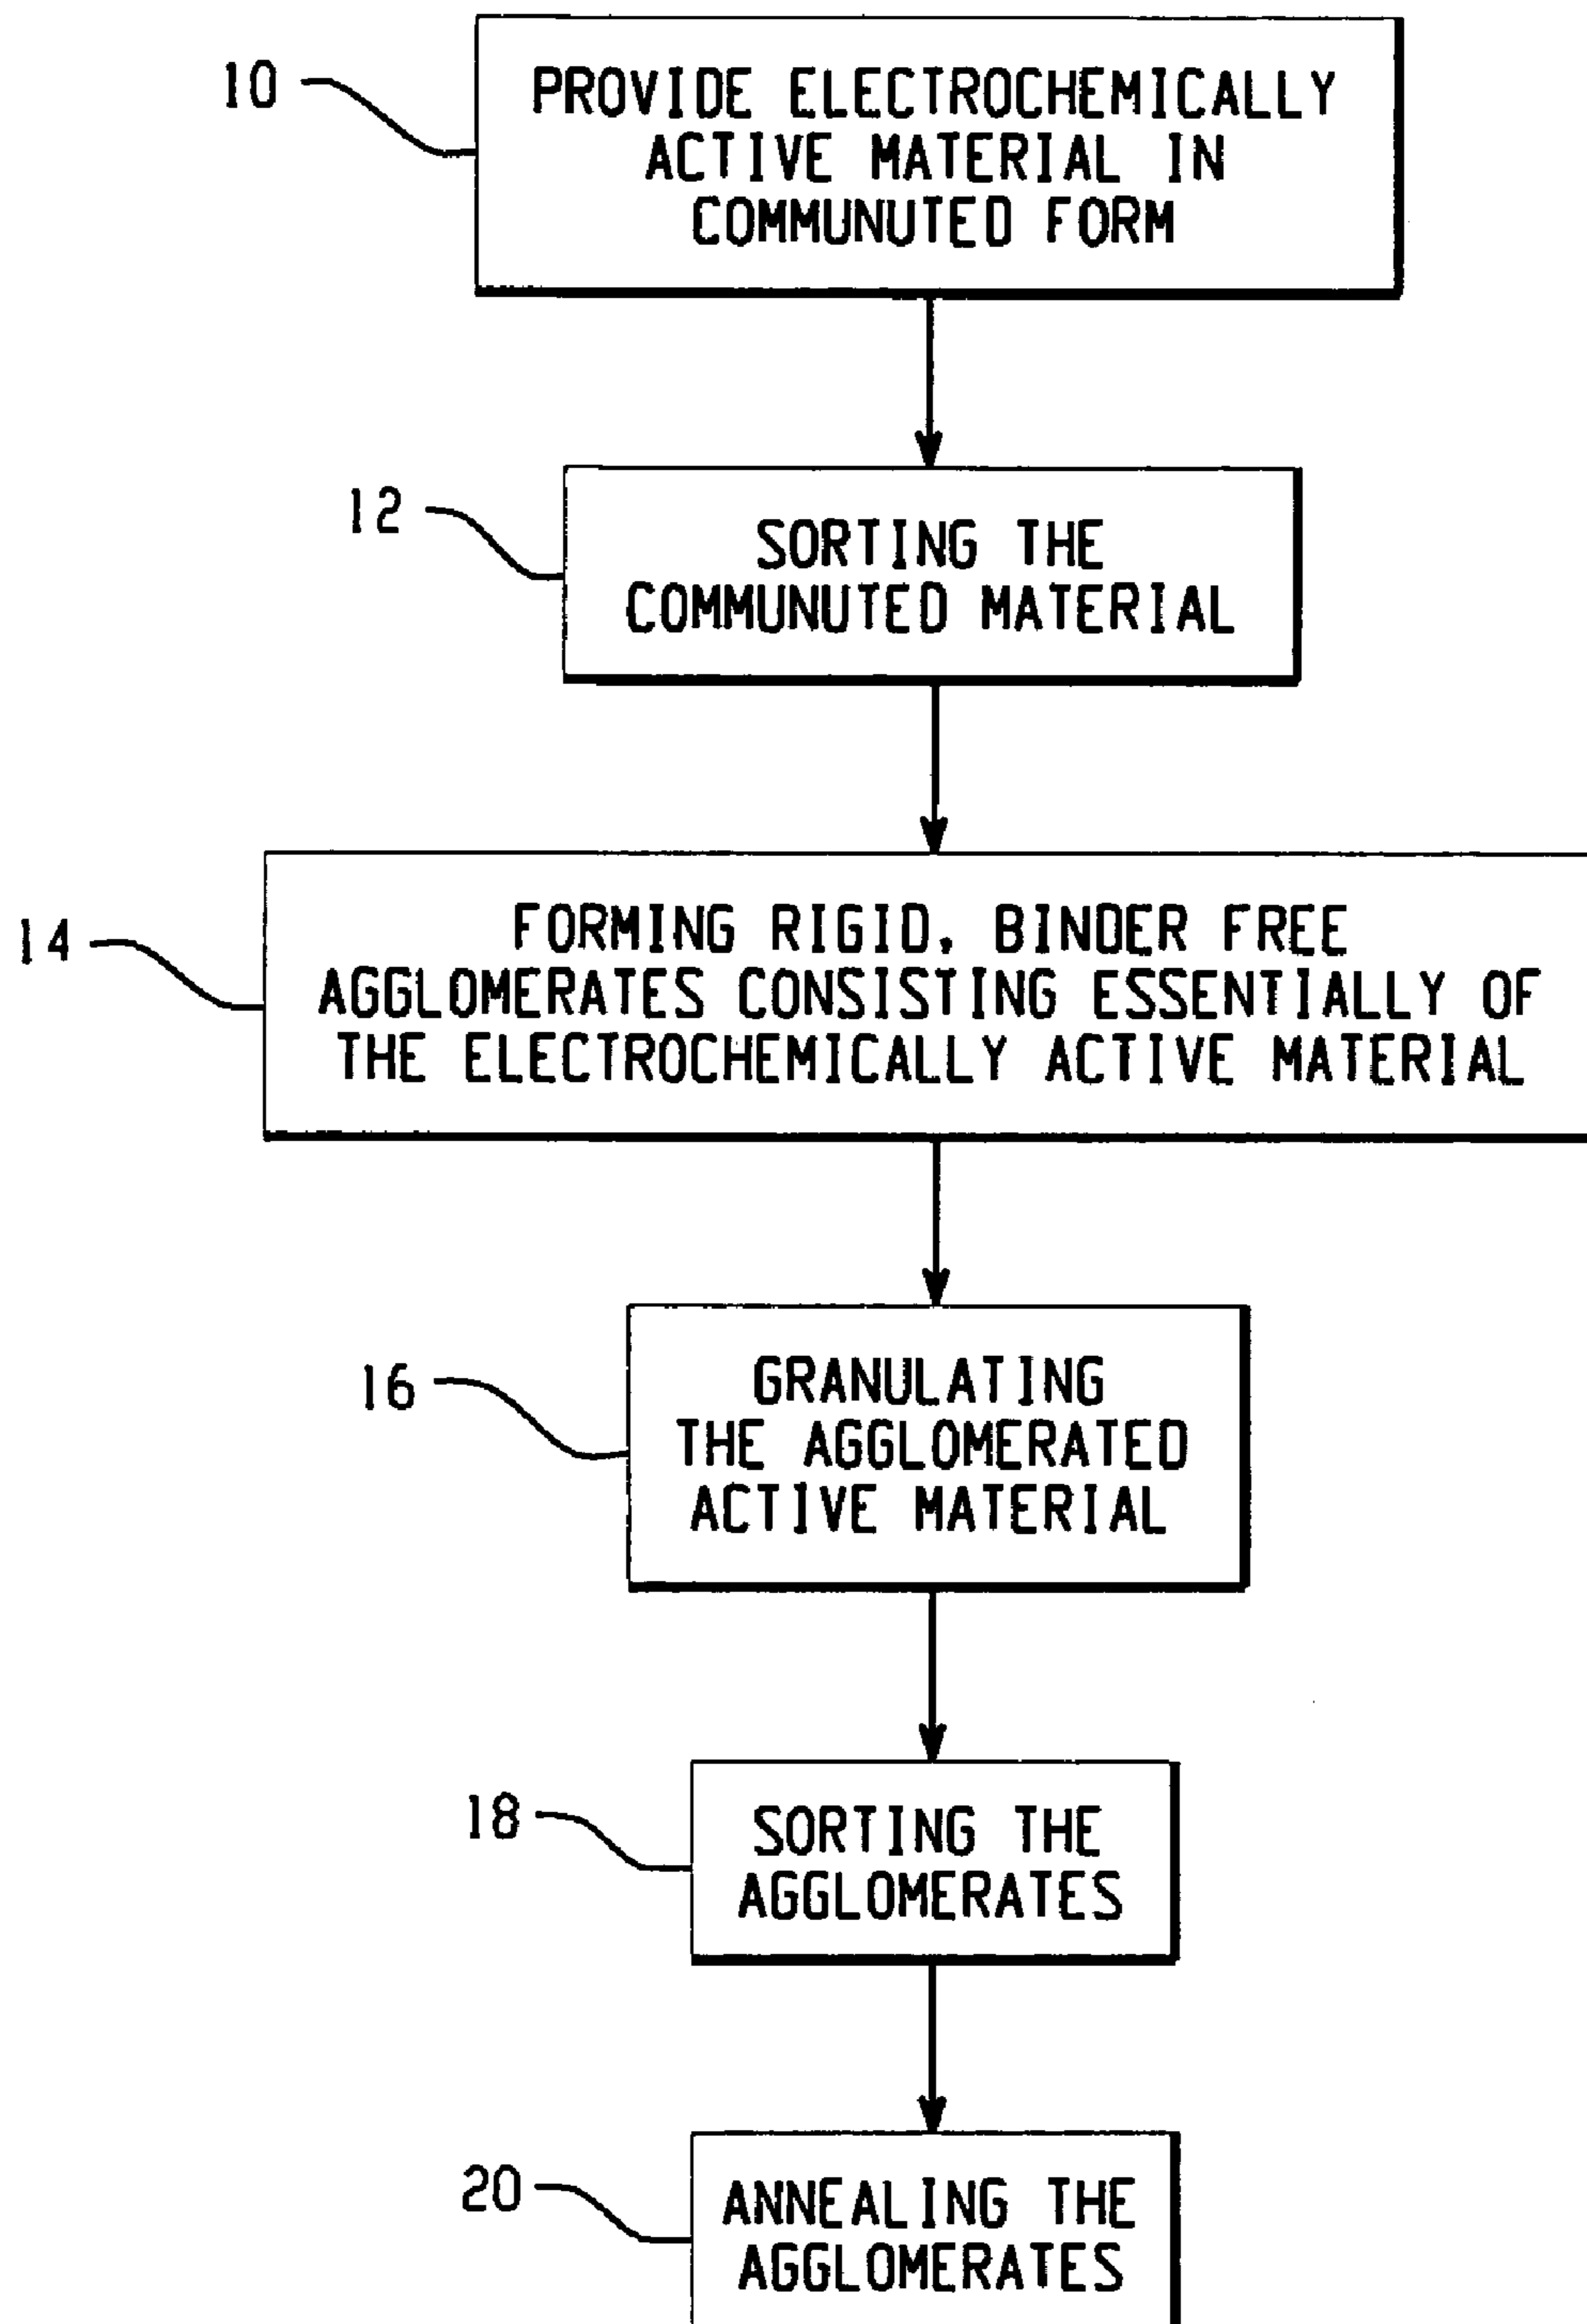 10
PROVIDE ELECTROCHEMICALLY
ACTIVE MATERIAL IN
COMMUNUTED FORM
12
SORTING THE
COMMUNUTED MATERIAL
14
FORMING RIGID, BINDER FREE
AGGLOMERATES CONSISTING ESSENTIALLY OF
THE ELECTROCHEMICALLY ACTIVE MATERIAL
16
GRANULATING
THE AGGLOMERATED
ACTIVE MATERIAL
18
SORTING THE
AGGLOMERATES
20
ANNEALING THE
AGGLOMERATES